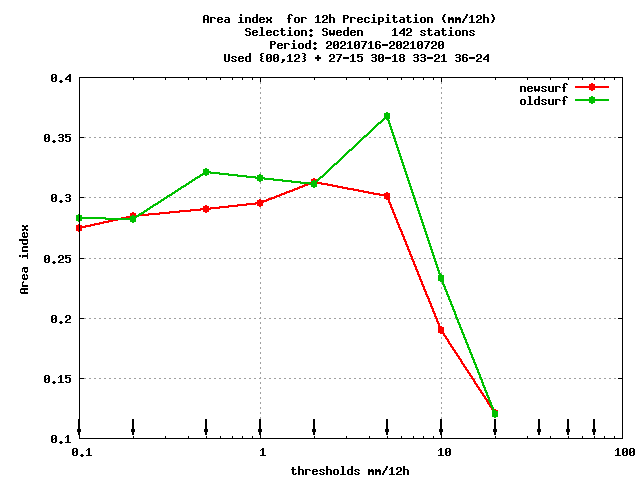 Area index  for 12h Precipitation (mm/12h)
Selection: Sweden    142 stations
Period: 20210716-20210720
Used {00,12} + 27-15 30-18 33-21 36-24
newsurf
oldsurf
0.4
0.35
0.3
0.25
0.2
0.15
0.1
Area index
0.1 1 10 100
thresholds mm/12h